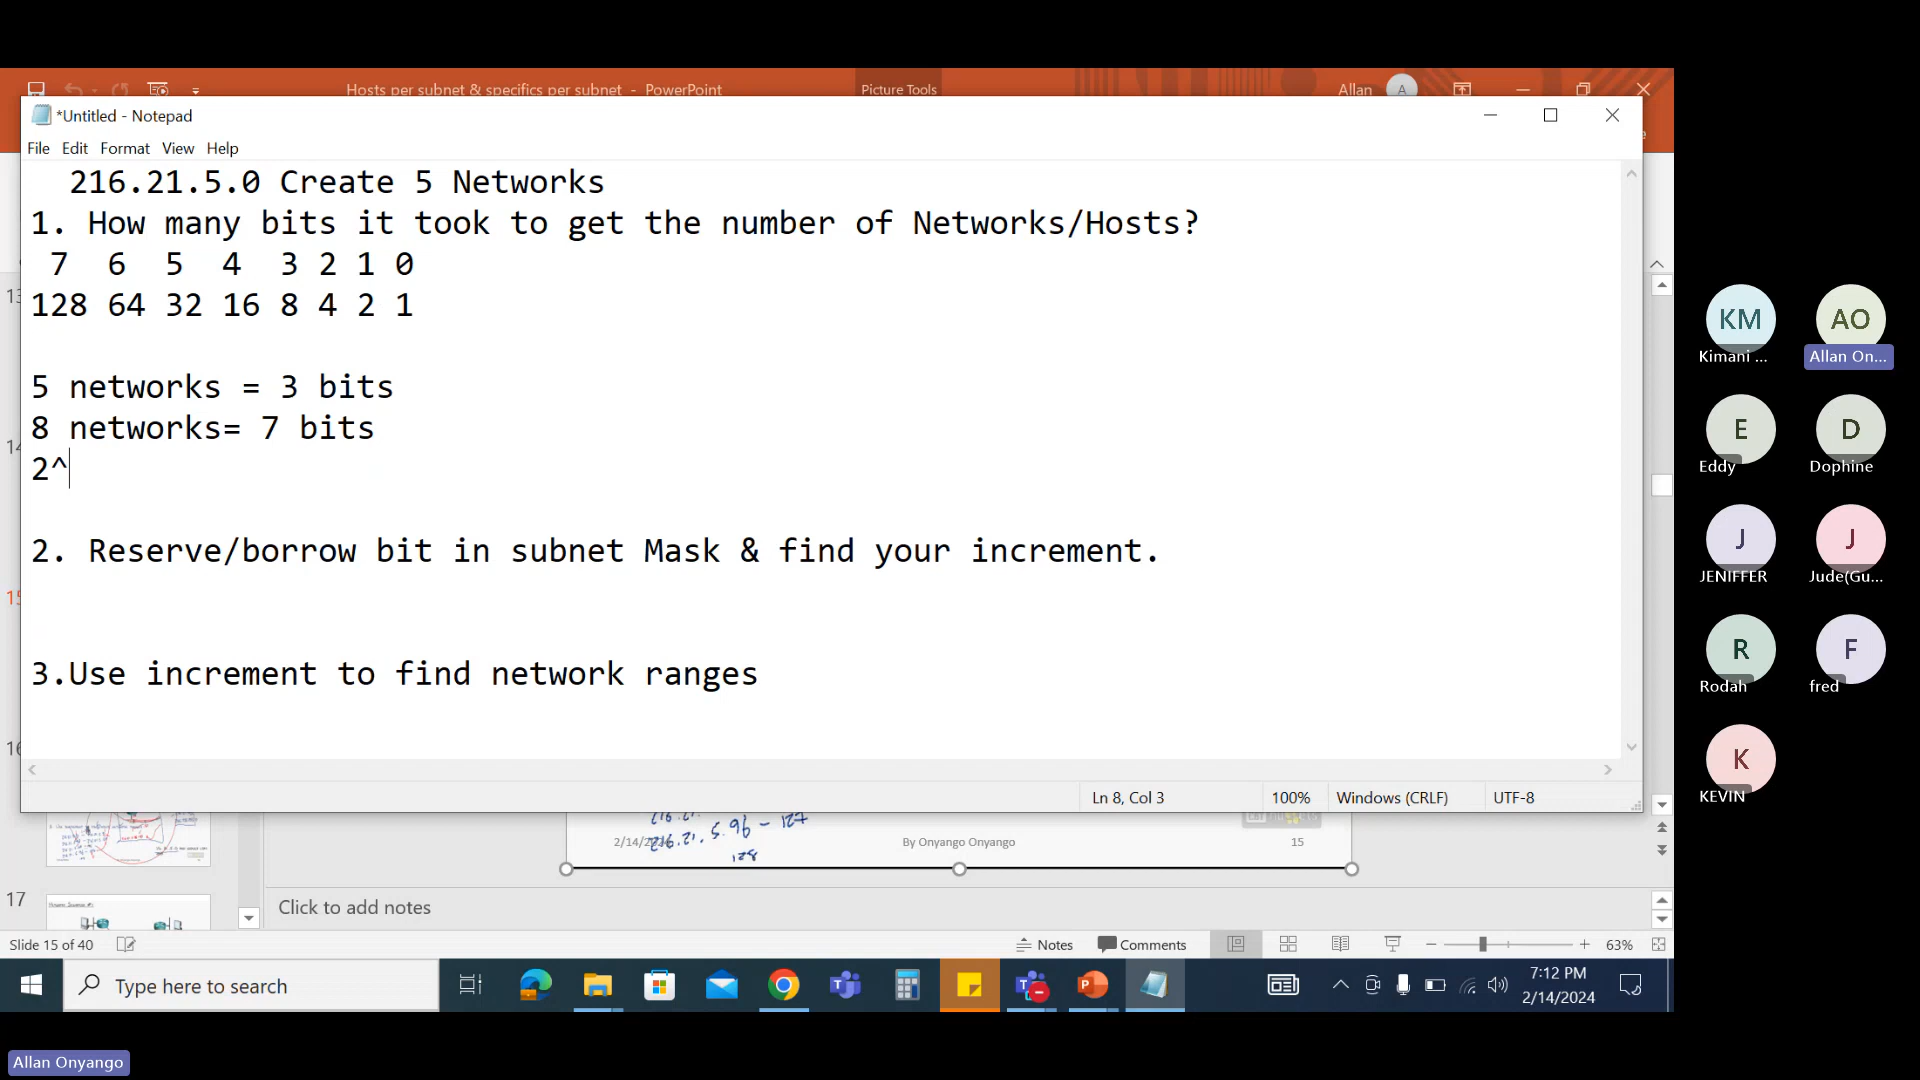 Hosts per subnet & specifics per subnet - PowerPoint
Picture Tools
Allan
A
*Untitled - Notepad
File Edit Format View Help
216.21.5.0 Create 5 Networks
1. How many bits it took to get the number of Networks/Hosts?
7 6 5 4 3 2 1 0
128 64 32 16 8 4 2 1
5 networks = 3 bits
8 networks= 7 bits
2^
2. Reserve/borrow bit in subnet Mask & find your increment.
3.Use increment to find network ranges
Ln 8, Col 3
100%
Windows (CRLF)
UTF-8
By Onyango Onyango
15
17
Click to add notes
Slide 15 of 40
Notes
Comments
63%
Type here to search
7:12 PM
2/14/2024
KM
Kimani ...
AO
Allan On...
E
Eddy
D
Dophine
J
JENIFFER
J
Jude(Gu...
R
Rodah
F
fred
K
KEVIN
Allan Onyango